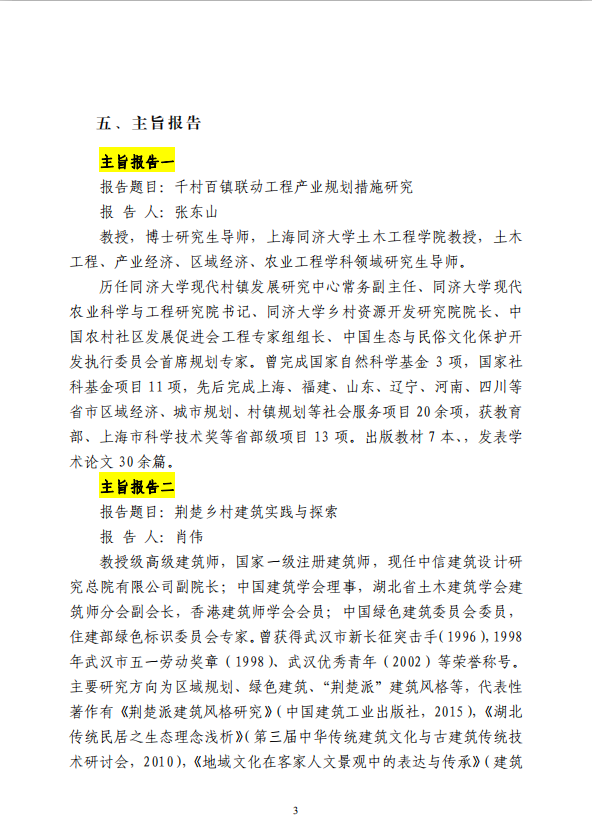 五、主旨报告
主旨报告一
报告题目：千村百镇联动工程产业规划措施研究
报 告 人：张东山
教授，博士研究生导师，上海同济大学土木工程学院教授，土木
工程、产业经济、区域经济、农业工程学科领域研究生导师。
历任同济大学现代村镇发展研究中心常务副主任、同济大学现代
农业科学与工程研究院书记、同济大学乡村资源开发研究院院长、中
国农村社区发展促进会工程专家组组长、中国生态与民俗文化保护开
发执行委员会首席规划专家。曾完成国家自然科学基金 3 项，国家社
科基金项目 11 项，先后完成上海、福建、山东、辽宁、河南、四川等
省市区域经济、城市规划、村镇规划等社会服务项目 20 余项，获教育
部、上海市科学技术奖等省部级项目 13 项。出版教材 7 本、，发表学
术论文 30 余篇。
主旨报告二
报告题目：荆楚乡村建筑实践与探索
报 告 人：肖伟
教授级高级建筑师，国家一级注册建筑师，现任中信建筑设计研
究总院有限公司副院长；中国建筑学会理事，湖北省土木建筑学会建
筑师分会副会长，香港建筑师学会会员；中国绿色建筑委员会委员，
住建部绿色标识委员会专家。曾获得武汉市新长征突击手（1996），1998
年武汉市五一劳动奖章（1998）、武汉优秀青年（2002）等荣誉称号。
主要研究方向为区域规划、绿色建筑、“荆楚派”建筑风格等，代表性
著作有《荆楚派建筑风格研究》（中国建筑工业出版社，2015），《湖北
传统民居之生态理念浅析》（第三届中华传统建筑文化与古建筑传统技
术研讨会，2010），《地域文化在客家人文景观中的表达与传承》（建筑
3